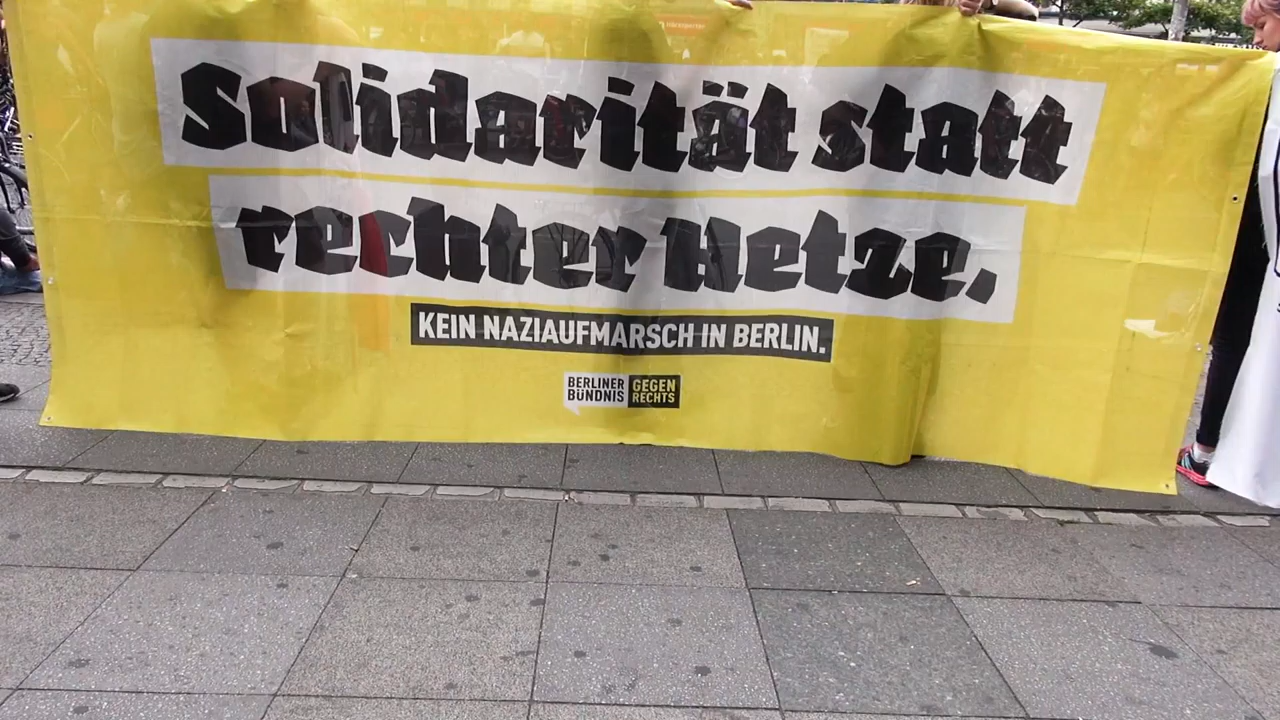 Solidarität statt
rechter Hetze.
KEIN NAZIAUFMARSCH IN BERLIN.
BERLINER
BÜNDNIS
GEGEN
RECHTS